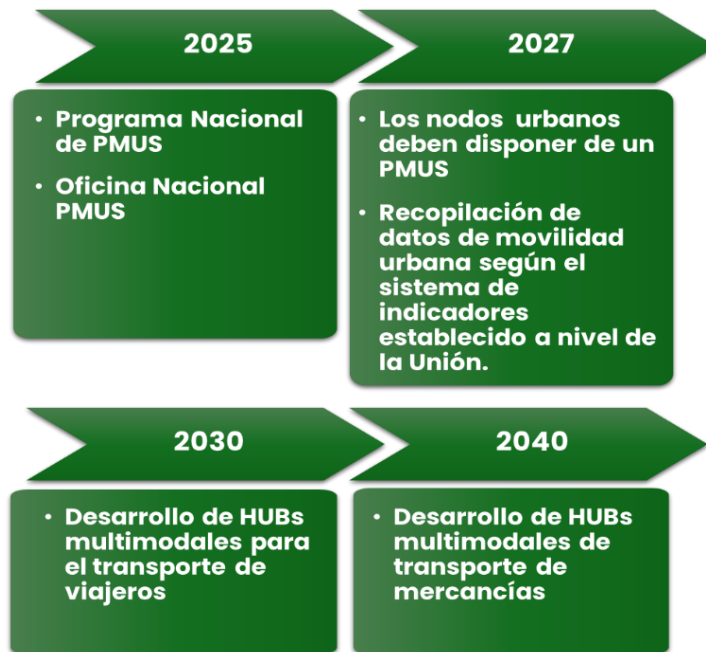 2025
• Programa Nacional
de PMUS
• Oficina Nacional
PMUS
2027
• Los nodos urbanos
deben disponer de un
PMUS
• Recopilación de
datos de movilidad
urbana según el
sistema de
indicadores
establecido a nivel de
la Unión.
2030
• Desarrollo de HUBs
multimodales para
el transporte de
viajeros
2040
• Desarrollo de HUBs
multimodales de
transporte de
mercancías